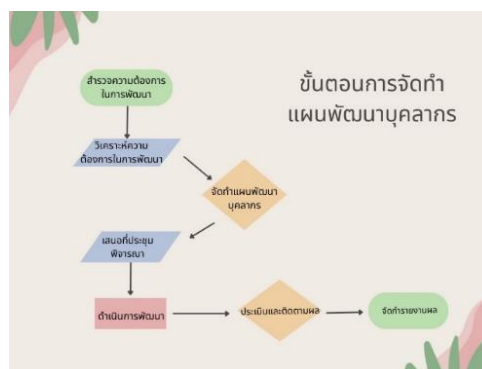 ขั้นตอนการจัดทำ
แผนพัฒนาบุคลากร
สำรวจความต้องการ
ในการพัฒนา
วิเคราะห์ความ
ต้องการในการพัฒนา
จัดทำแผนพัฒนา
บุคลากร
เสนอที่ประชุม
พิจารณา
ดำเนินการพัฒนา
ประเมินและติดตามผล
จัดทำรายงานผล